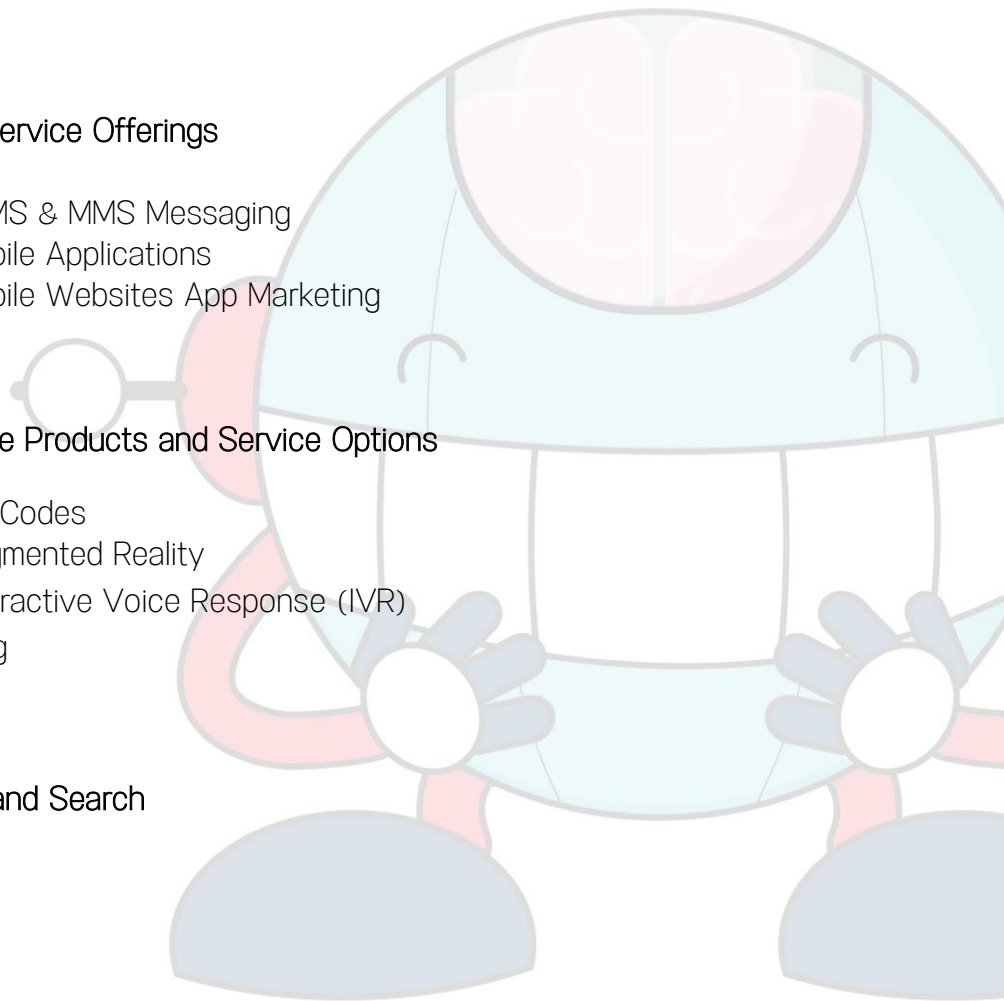 ervice Offerings
MS & MMS Messaging
bile Applications
bile Websites App Marketing
e Products and Service Options
Codes
gmented Reality
ractive Voice Response (IVR)
g
and Search